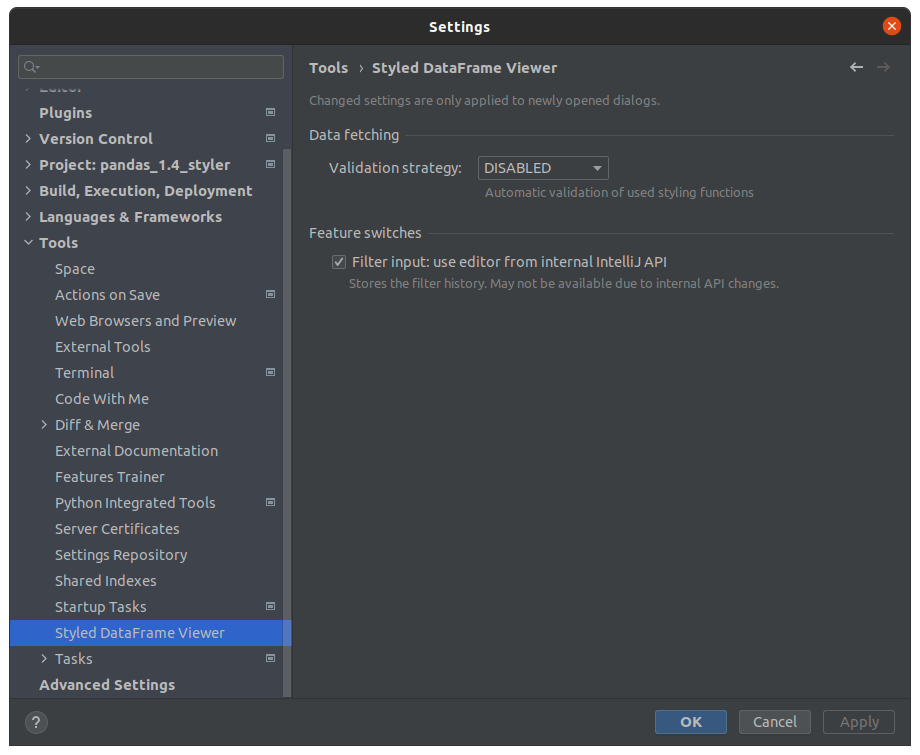 Settings
Tools › Styled DataFrame Viewer
Changed settings are only applied to newly opened dialogs.
Data fetching
Validation strategy: DISABLED
Automatic validation of used styling functions
Feature switches
Filter input: use editor from internal IntelliJ API
Stores the filter history. May not be available due to internal API changes.
Editor
Plugins
Version Control
Project: pandas_1.4_styler
Build, Execution, Deployment
Languages & Frameworks
Tools
Space
Actions on Save
Web Browsers and Preview
External Tools
Terminal
Code With Me
Diff & Merge
External Documentation
Features Trainer
Python Integrated Tools
Server Certificates
Settings Repository
Shared Indexes
Startup Tasks
Styled DataFrame Viewer
Tasks
Advanced Settings
?
OK
Cancel
Apply